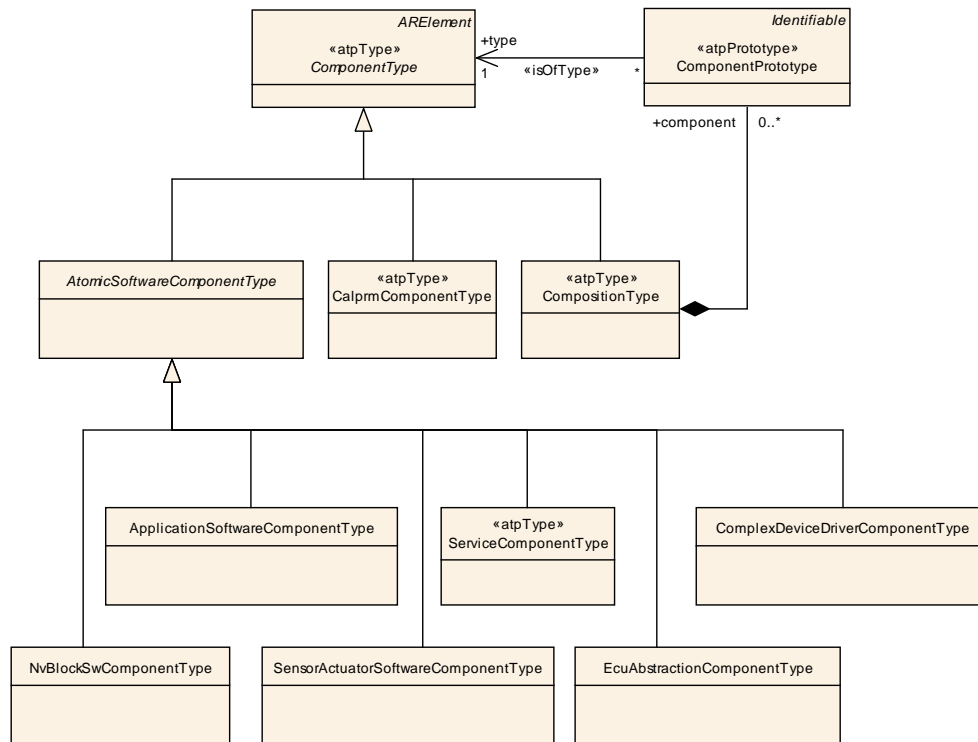 ARElement
«atpType»
ComponentType
+type
1
«isOfType»
*
Identifiable
«atpPrototype»
ComponentPrototype
+component
0..*
AtomicSoftwareComponentType
«atpType»
CalprmComponentType
«atpType»
CompositionType
ApplicationSoftwareComponentType
«atpType»
ServiceComponentType
ComplexDeviceDriverComponentType
NvBlockSwComponentType
SensorActuatorSoftwareComponentType
EcuAbstractionComponentType